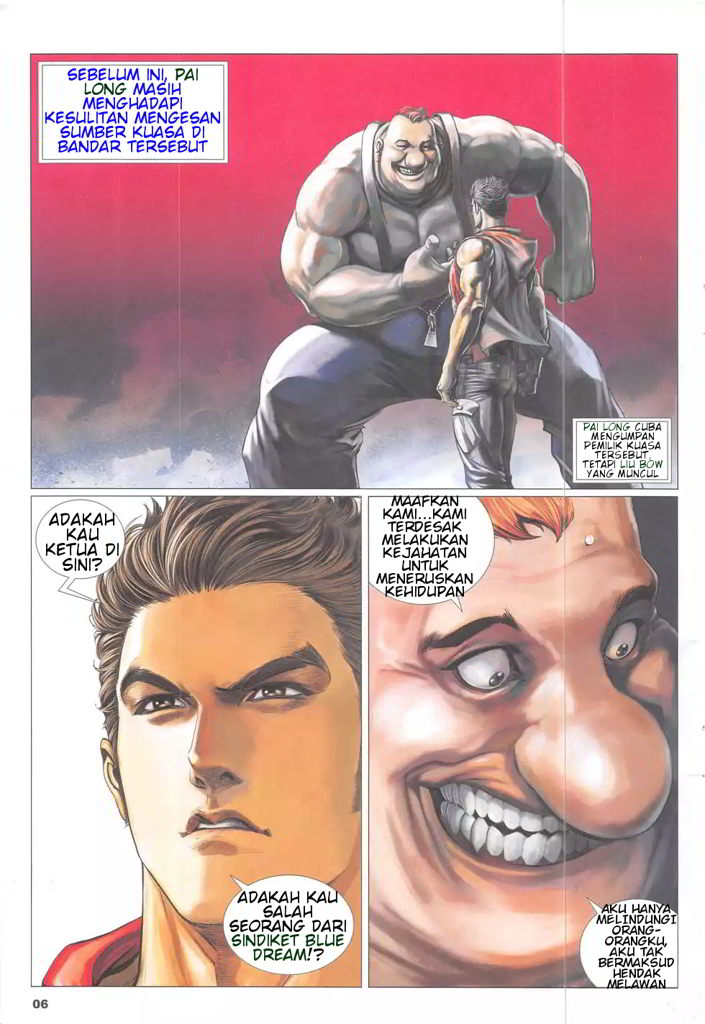 SEBELUM INI, PAI
LONG MASIH
MENGHADAPI
KESULITAN MENGESAN
SUMBER KUASA DI
BANDAR TERSEBUT
PAI LONG CUBA
MENGUMPAN
PEMILIK KUASA
TERSEBUT.
TETAPI LIU BOW
YANG MUNCUL
ADAKAH
KAU
KETUA DI
SINI?
MAAFKAN
KAMI...KAMI
TERDESAK
MELAKUKAN
KEJAHATAN
UNTUK
MENERUSKAN
KEHIDUPAN
ADAKAH KAU
SALAH
SEORANG DARI
SINDIKET BLUE
DREAM!?
AKU HANYA
MELINDUNGI
ORANG-
ORANGKU,
AKU TAK
BERMAKSUD
HENDAK
MELAWAN
06